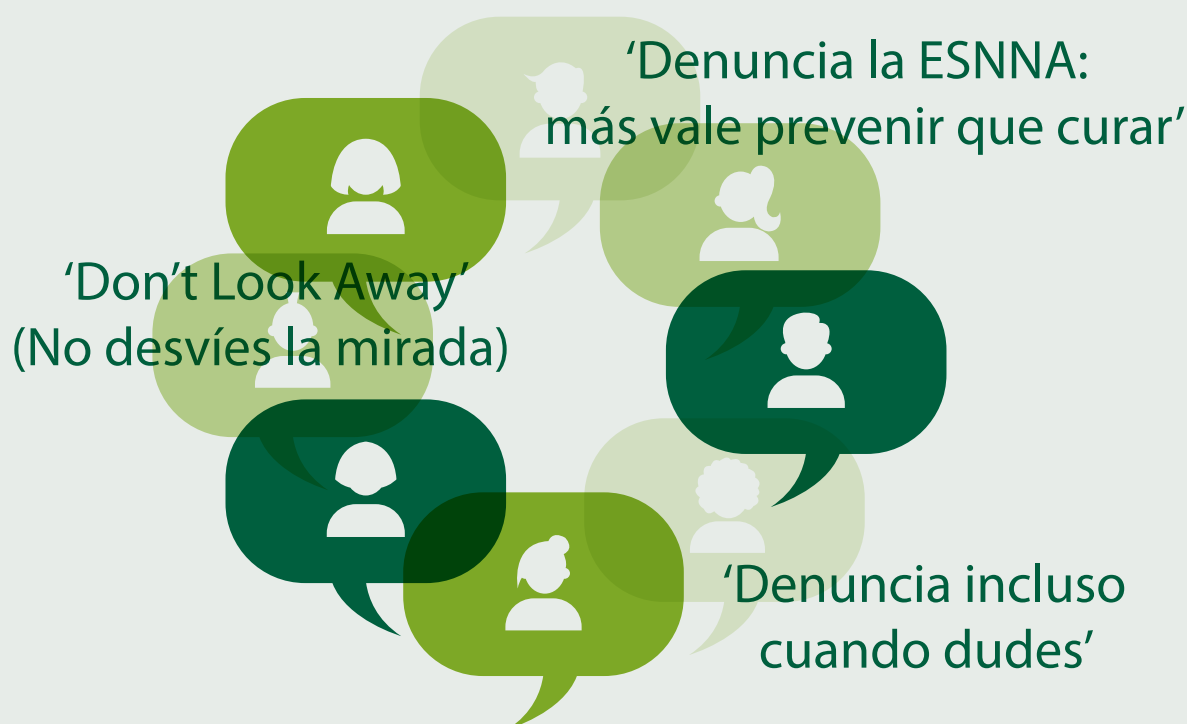 ‘Denuncia la ESNNA:
más vale prevenir que curar’
‘Don’t Look Away’
(No desvíes la mirada)
‘Denuncia incluso
cuando dudes’